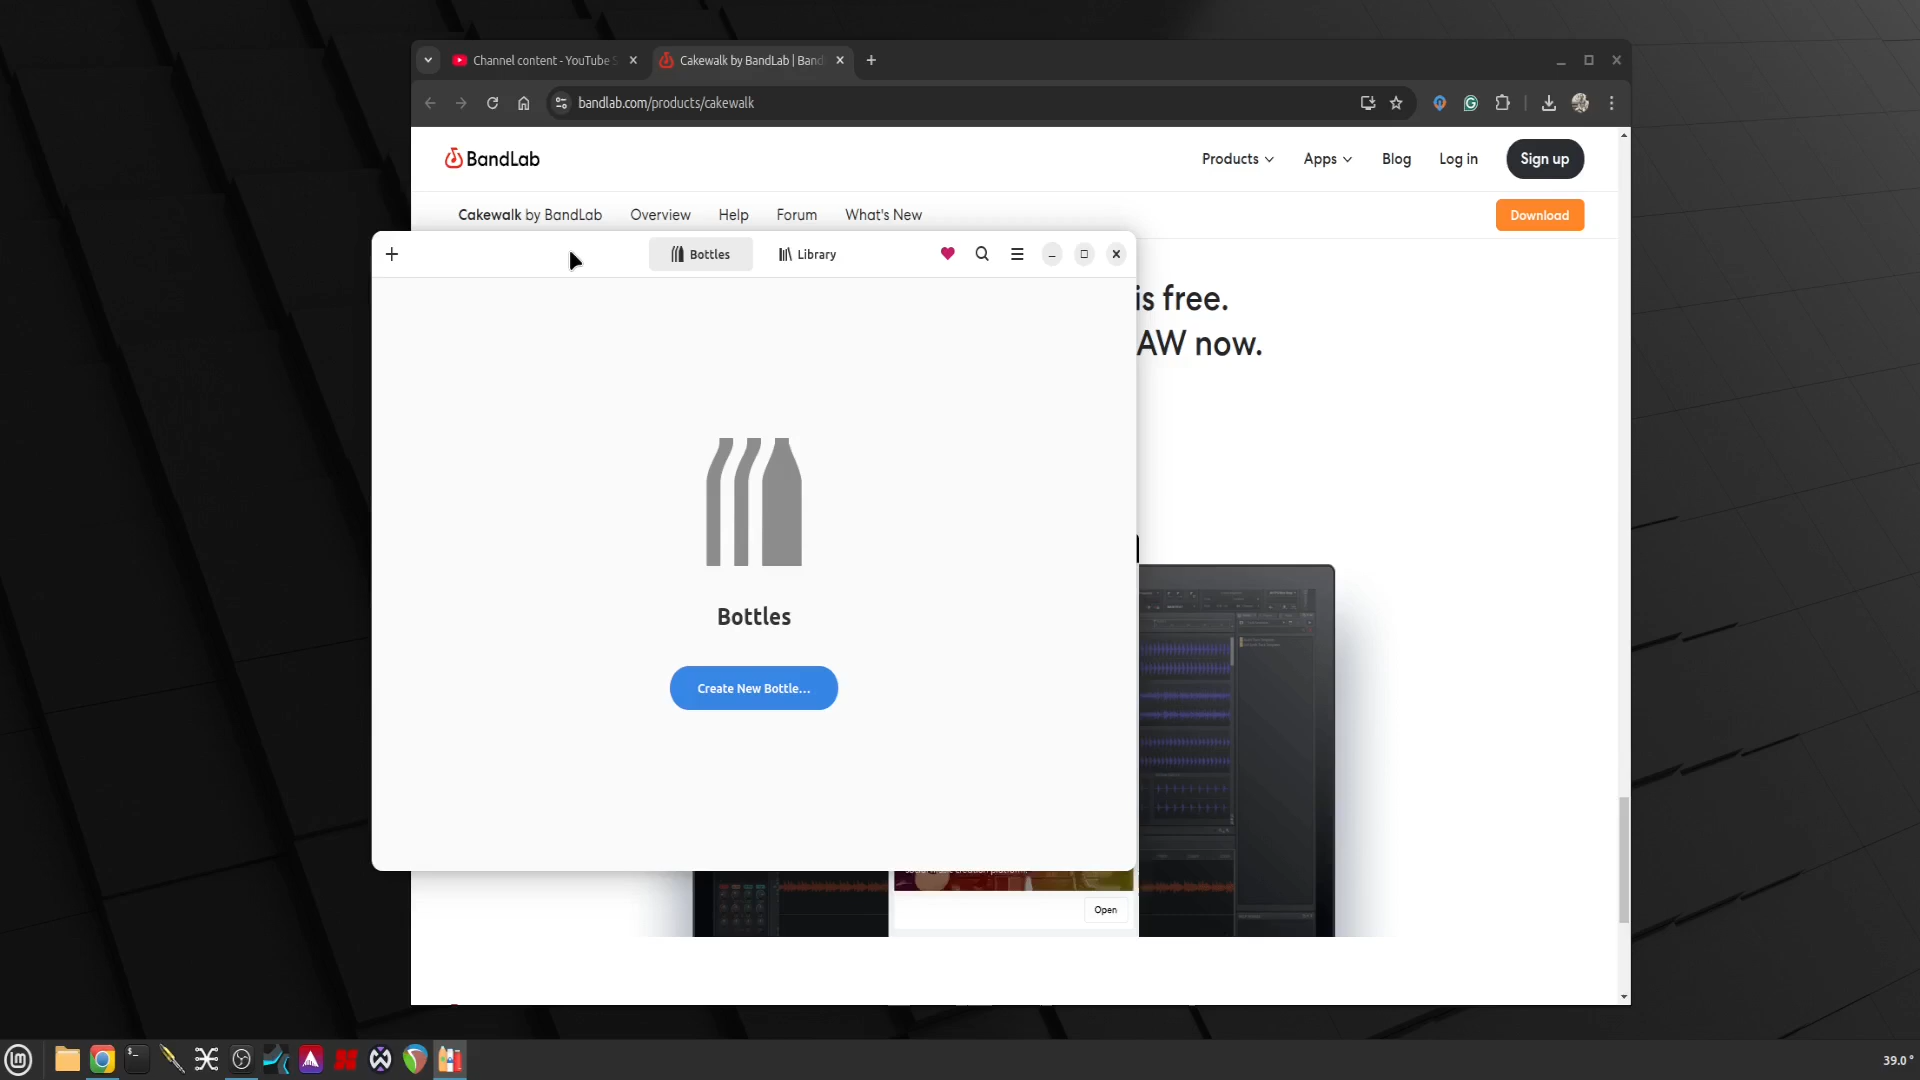 Channel content - YouTube S
Cakewalk by BandLab | Band
bandlab.com/products/cakewalk
BandLab
Products
Apps
Blog
Log in
Sign up
Cakewalk by BandLab
Overview
Help
Forum
What's New
Download
Bottles
Library
is free.
AW now.
Bottles
Create New Bottle...
Open
39.0°